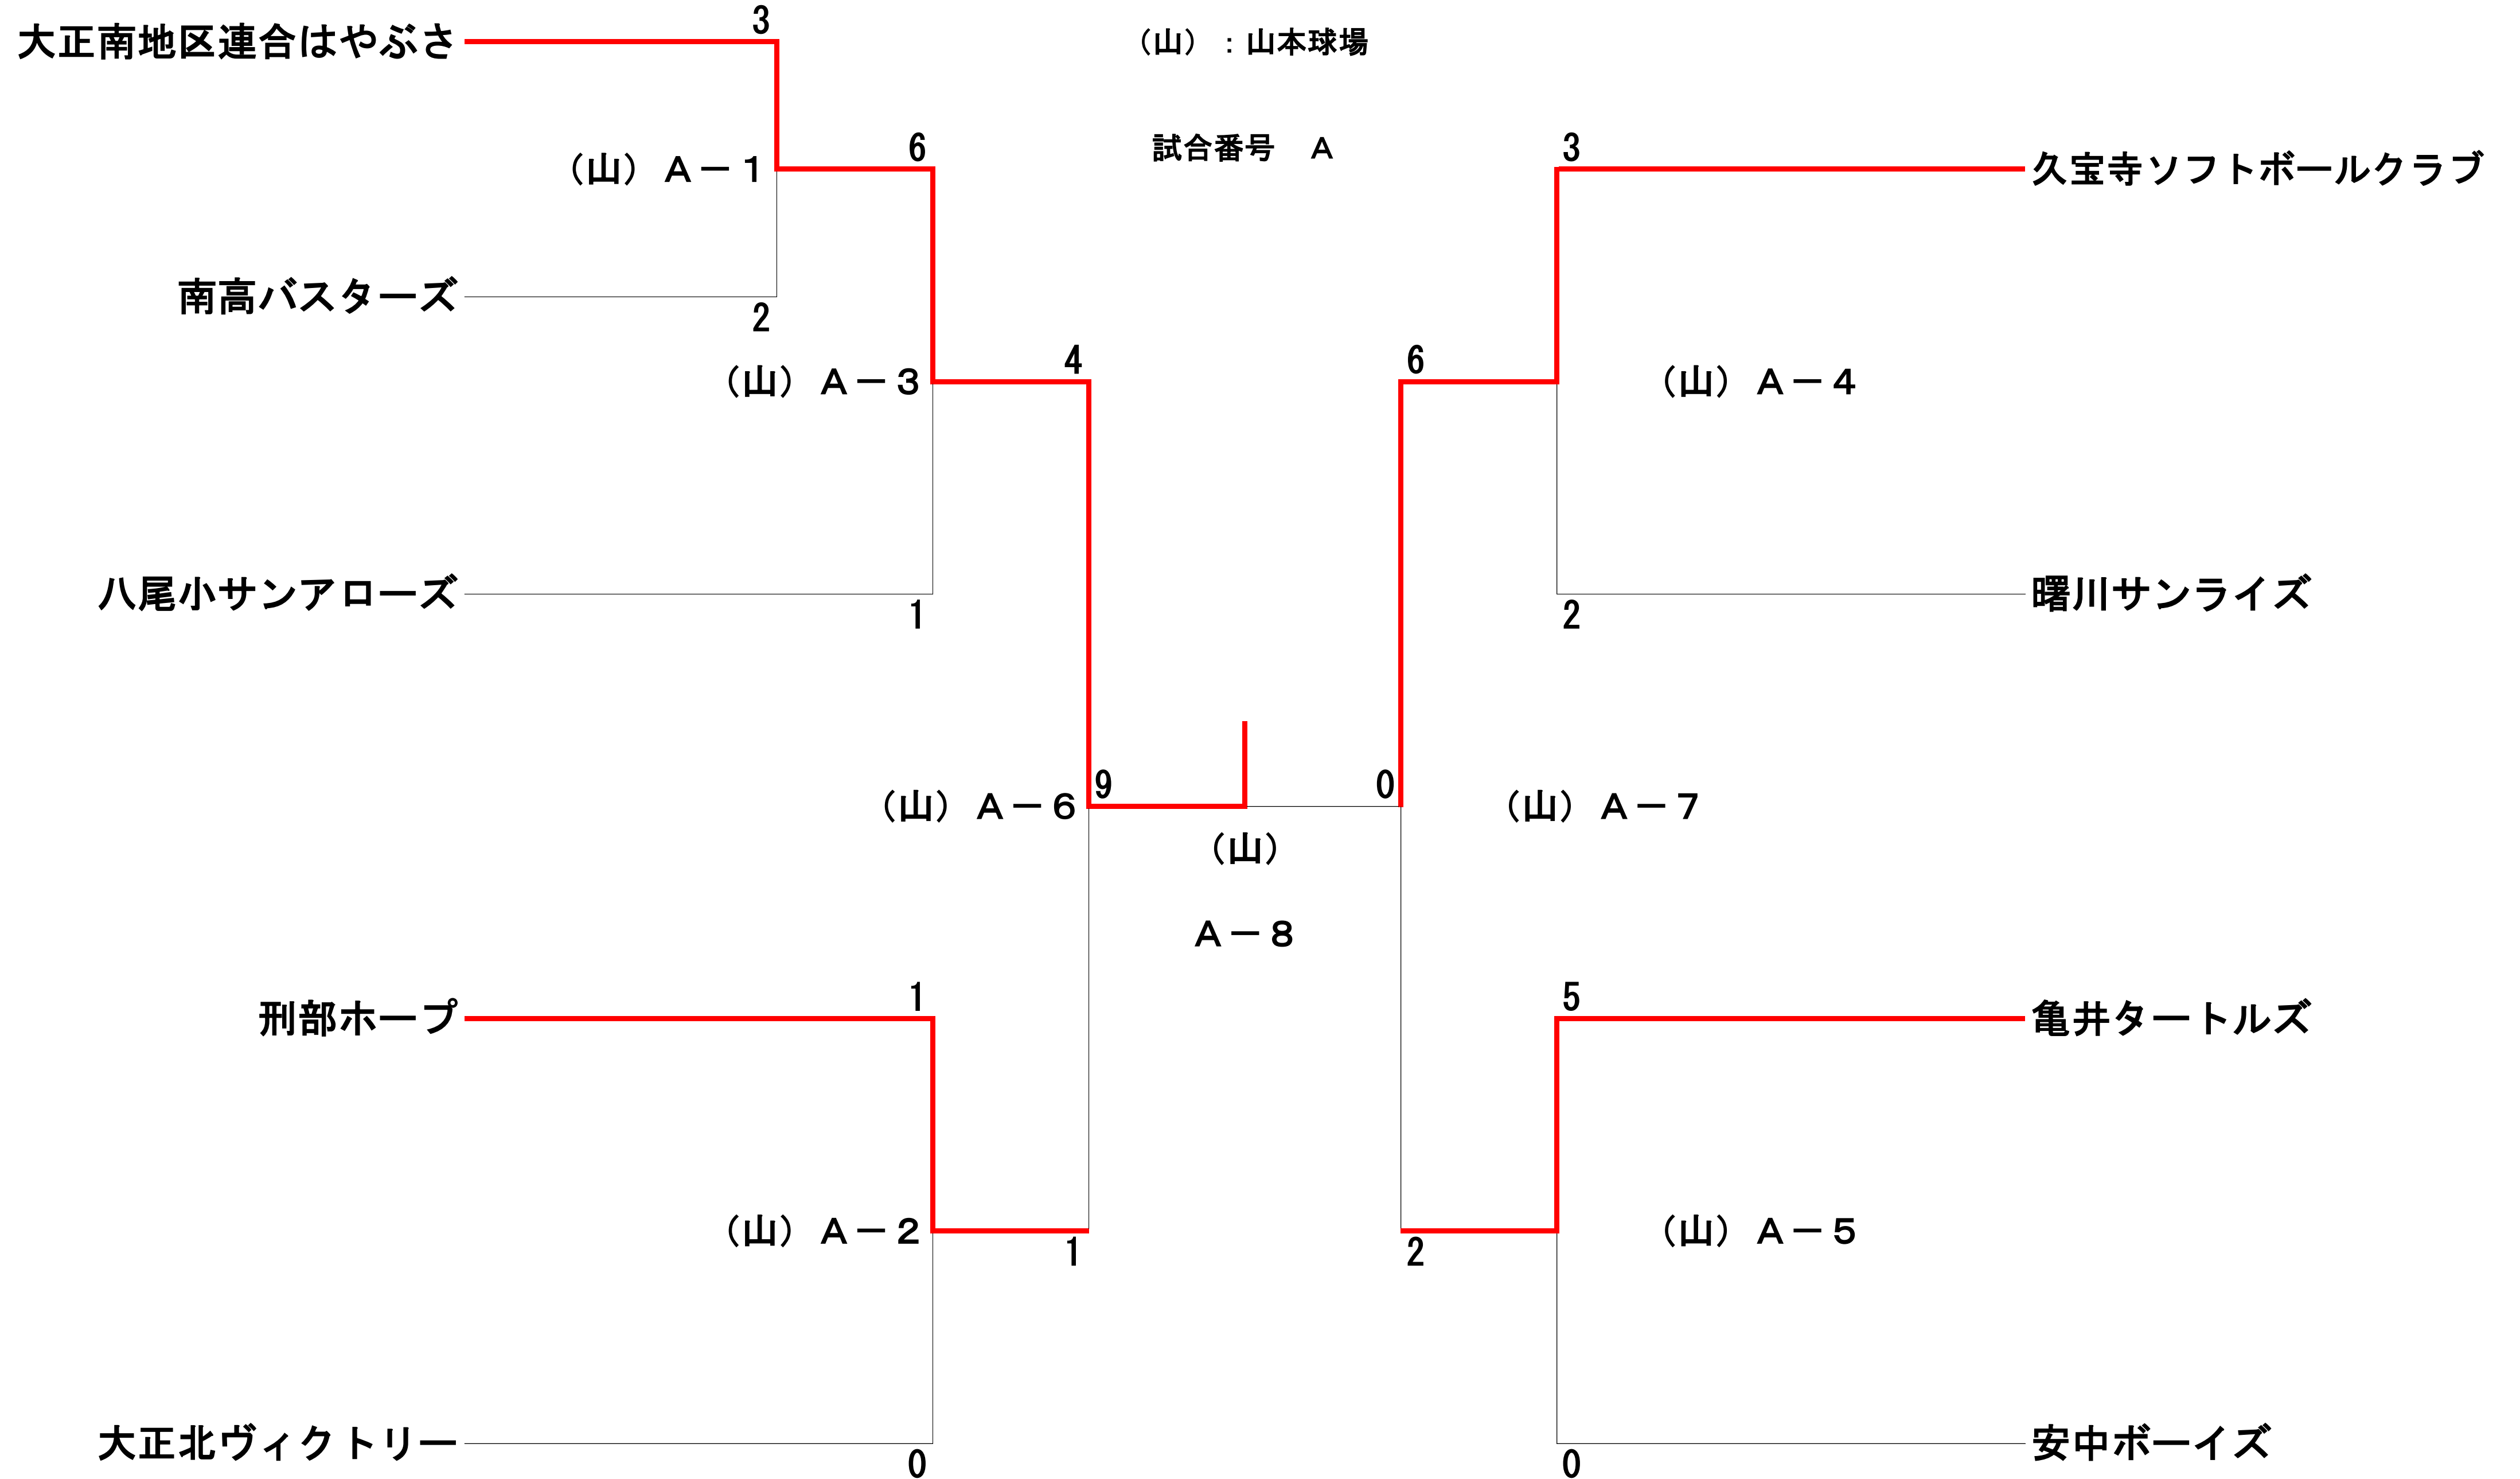 3
大正南地区連合はやぶさ
（山）：山本球場
6
試合番号　Ａ
3
（山）Ａ－１
久宝寺ソフトボールクラブ
南高バスターズ
2
4
6
（山）Ａ－３
（山）Ａ－４
八尾小サンアローズ
曙川サンライズ
1
2
9
0
（山）Ａ－６
（山）Ａ－７
（山）
Ａ－８
1
5
刑部ホープ
亀井タートルズ
（山）Ａ－２
（山）Ａ－５
1
2
大正北ヴィクトリー
安中ボーイズ
0
0